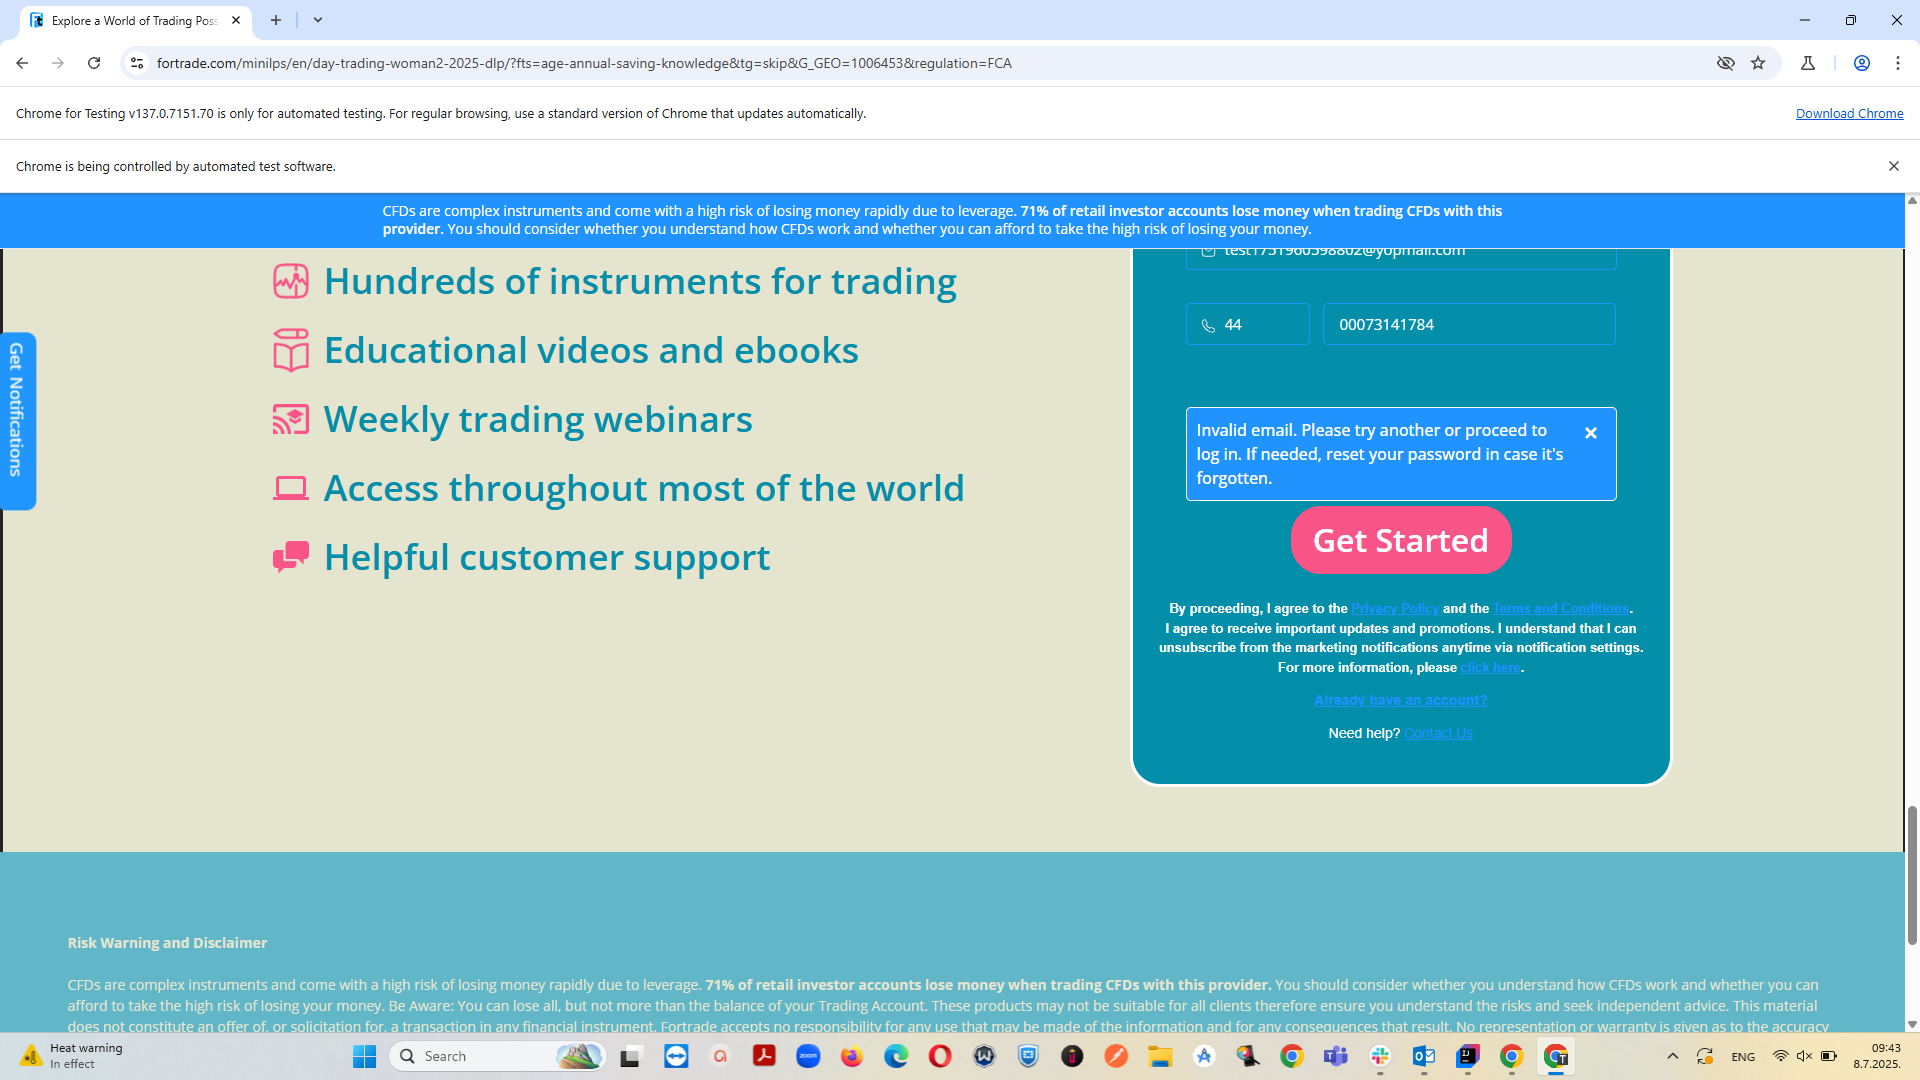 Explore a World of Trading Poss
fortrade.com/minilps/en/day-trading-woman2-2025-dlp/?fts=age-annual-saving-knowledge&tg=skip&G_GEO=1006453&regulation=FCA
Chrome for Testing v137.0.7151.70 is only for automated testing. For regular browsing, use a standard version of Chrome that updates automatically.
Download Chrome
Chrome is being controlled by automated test software.
CFDs are complex instruments and come with a high risk of losing money rapidly due to leverage. 71% of retail investor accounts lose money when trading CFDs with this
provider. You should consider whether you understand how CFDs work and whether you can afford to take the high risk of losing your money.
Get Notifications
Hundreds of instruments for trading
Educational videos and ebooks
Weekly trading webinars
Access throughout most of the world
Helpful customer support
test1751960598802@yopmail.com
44
00073141784
Invalid email. Please try another or proceed to
log in. If needed, reset your password in case it's
forgotten.
Get Started
By proceeding, I agree to the Privacy Policy and the Terms and Conditions.
I agree to receive important updates and promotions. I understand that I can
unsubscribe from the marketing notifications anytime via notification settings.
For more information, please click here.
Already have an account?
Need help? Contact Us
Risk Warning and Disclaimer
CFDs are complex instruments and come with a high risk of losing money rapidly due to leverage. 71% of retail investor accounts lose money when trading CFDs with this provider. You should consider whether you understand how CFDs work and whether you can
afford to take the high risk of losing your money. Be Aware: You can lose all, but not more than the balance of your Trading Account. These products may not be suitable for all clients therefore ensure you understand the risks and seek independent advice. This material
does not constitute an offer of, or solicitation for, a transaction in any financial instrument. Fortrade accepts no responsibility for any use that may be made of the information and for any consequences that result. No representation or warranty is given as to the accuracy
Heat warning
In effect
Search
zoom
ENG
09:43
8.7.2025.